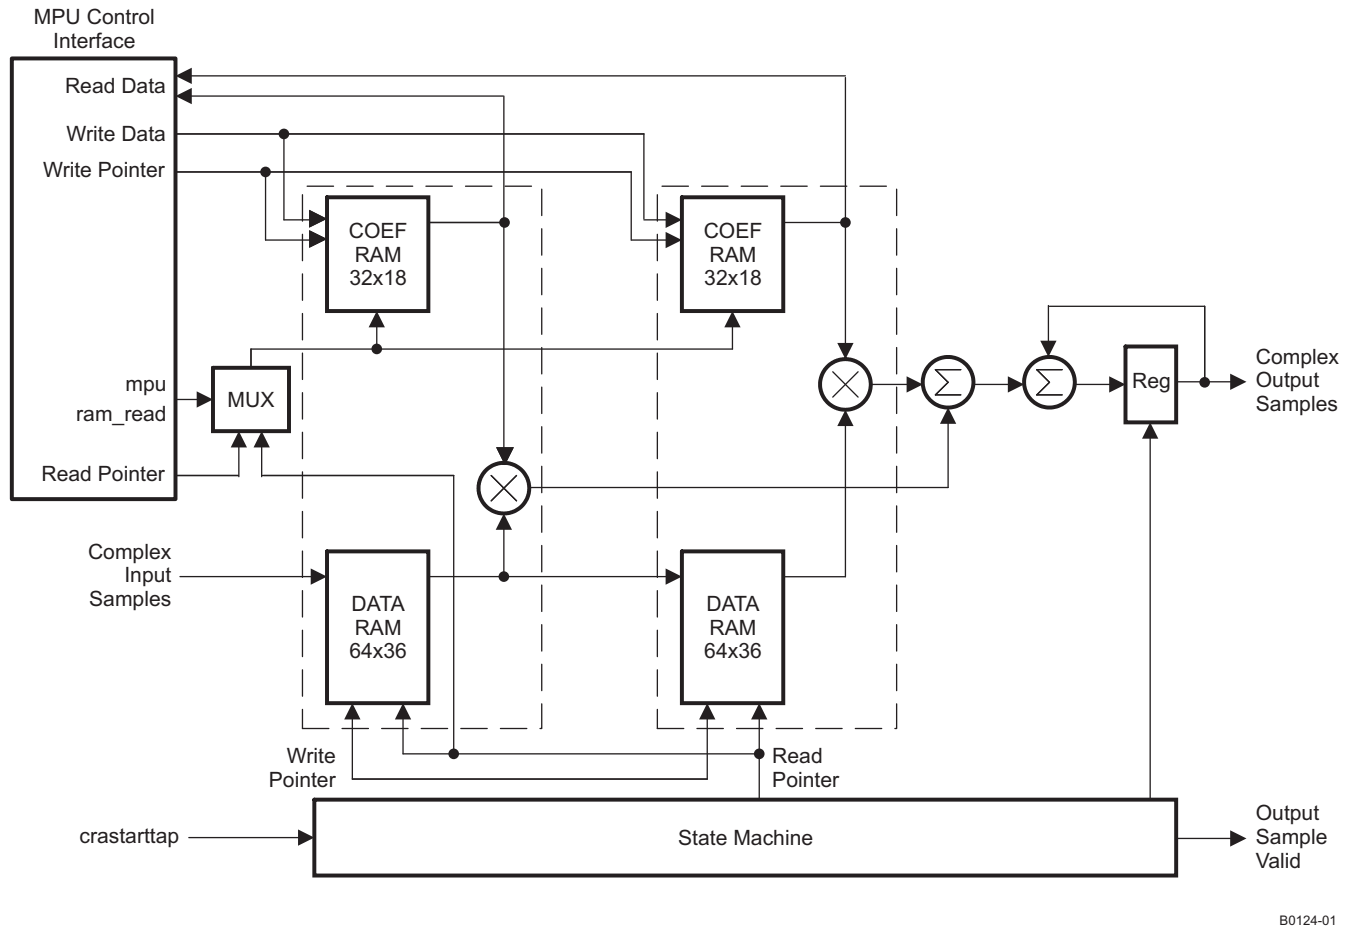 MPU Control
Interface
Read Data
Write Data
Write Pointer
COEF
RAM
32x18
COEF
RAM
32x18
mpu
ram_read
MUX
Reg
Complex
Output
Samples
Read Pointer
Complex
Input
Samples
DATA
RAM
64x36
DATA
RAM
64x36
Write
Pointer
Read
Pointer
crastarttap
State Machine
Output
Sample
Valid
B0124-01